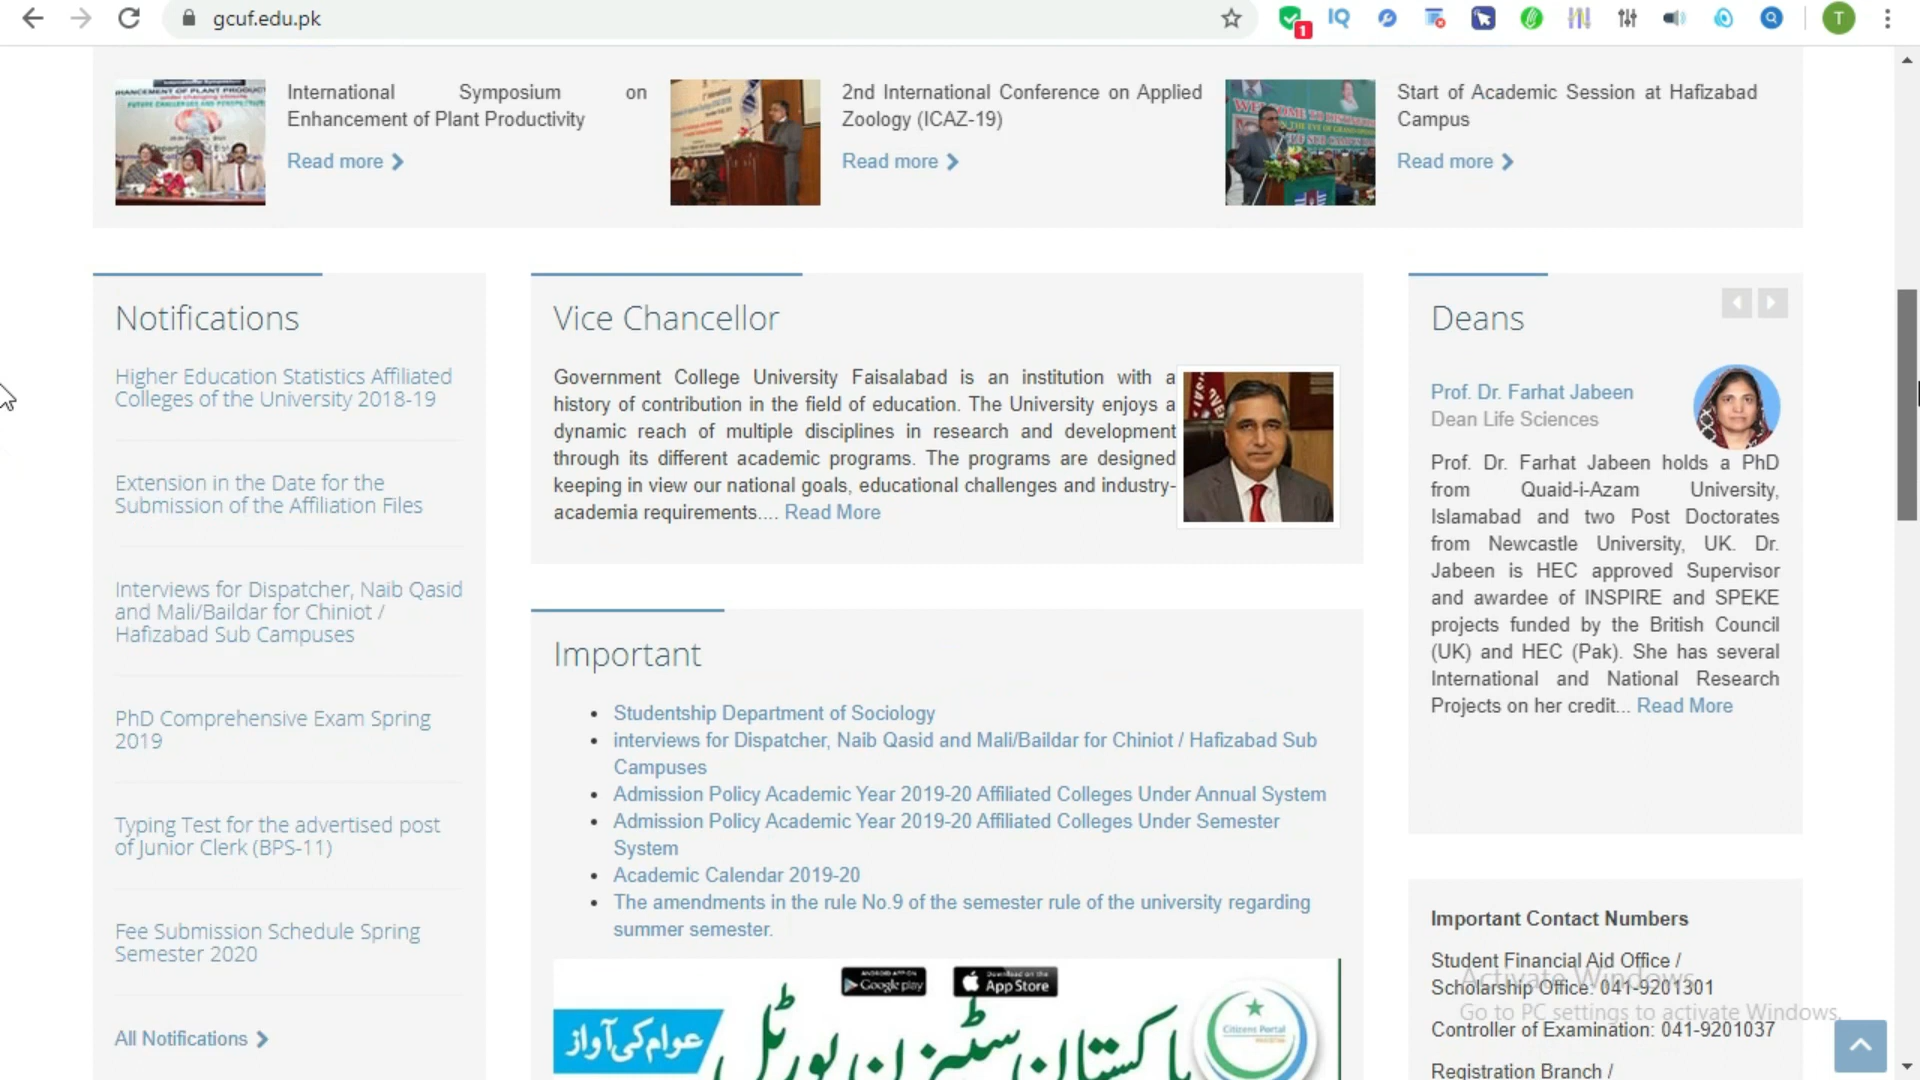 gcuf.edu.pk
1
T
International Symposium on
Enhancement of Plant Productivity
Read more
2nd International Conference on Applied
Zoology (ICAZ-19)
Read more
Start of Academic Session at Hafizabad
Campus
Read more
Notifications
Higher Education Statistics Affiliated
Colleges of the University 2018-19
Extension in the Date for the
Submission of the Affiliation Files
Interviews for Dispatcher, Naib Qasid
and Mali/Baildar for Chiniot /
Hafizabad Sub Campuses
PhD Comprehensive Exam Spring
2019
Typing Test for the advertised post
of Junior Clerk (BPS-11)
Fee Submission Schedule Spring
Semester 2020
All Notifications
Vice Chancellor
Government College University Faisalabad is an institution with a
history of contribution in the field of education. The University enjoys a
dynamic reach of multiple disciplines in research and development
through its different academic programs. The programs are designed
keeping in view our national goals, educational challenges and industry-
academia requirements.... Read More
Important
Studentship Department of Sociology
interviews for Dispatcher, Naib Qasid and Mali/Baildar for Chiniot / Hafizabad Sub
Campuses
Admission Policy Academic Year 2019-20 Affiliated Colleges Under Annual System
Admission Policy Academic Year 2019-20 Affiliated Colleges Under Semester
System
Academic Calendar 2019-20
The amendments in the rule No.9 of the semester rule of the university regarding
summer semester.
ANDROID APP ON
Google play
Download on the
App Store
عوام کی آواز
پاکستان سٹیزن پورٹل
Citizens Portal
Deans
Prof. Dr. Farhat Jabeen
Dean Life Sciences
Prof. Dr. Farhat Jabeen holds a PhD
from Quaid-i-Azam University,
Islamabad and two Post Doctorates
from Newcastle University, UK. Dr.
Jabeen is HEC approved Supervisor
and awardee of INSPIRE and SPEKE
projects funded by the British Council
(UK) and HEC (Pak). She has several
International and National Research
Projects on her credit... Read More
Important Contact Numbers
Student Financial Aid Office /
Scholarship Office: 041-9201301
Controller of Examination: 041-9201037
Registration Branch /
Activate Windows
Go to PC settings to activate Windows.